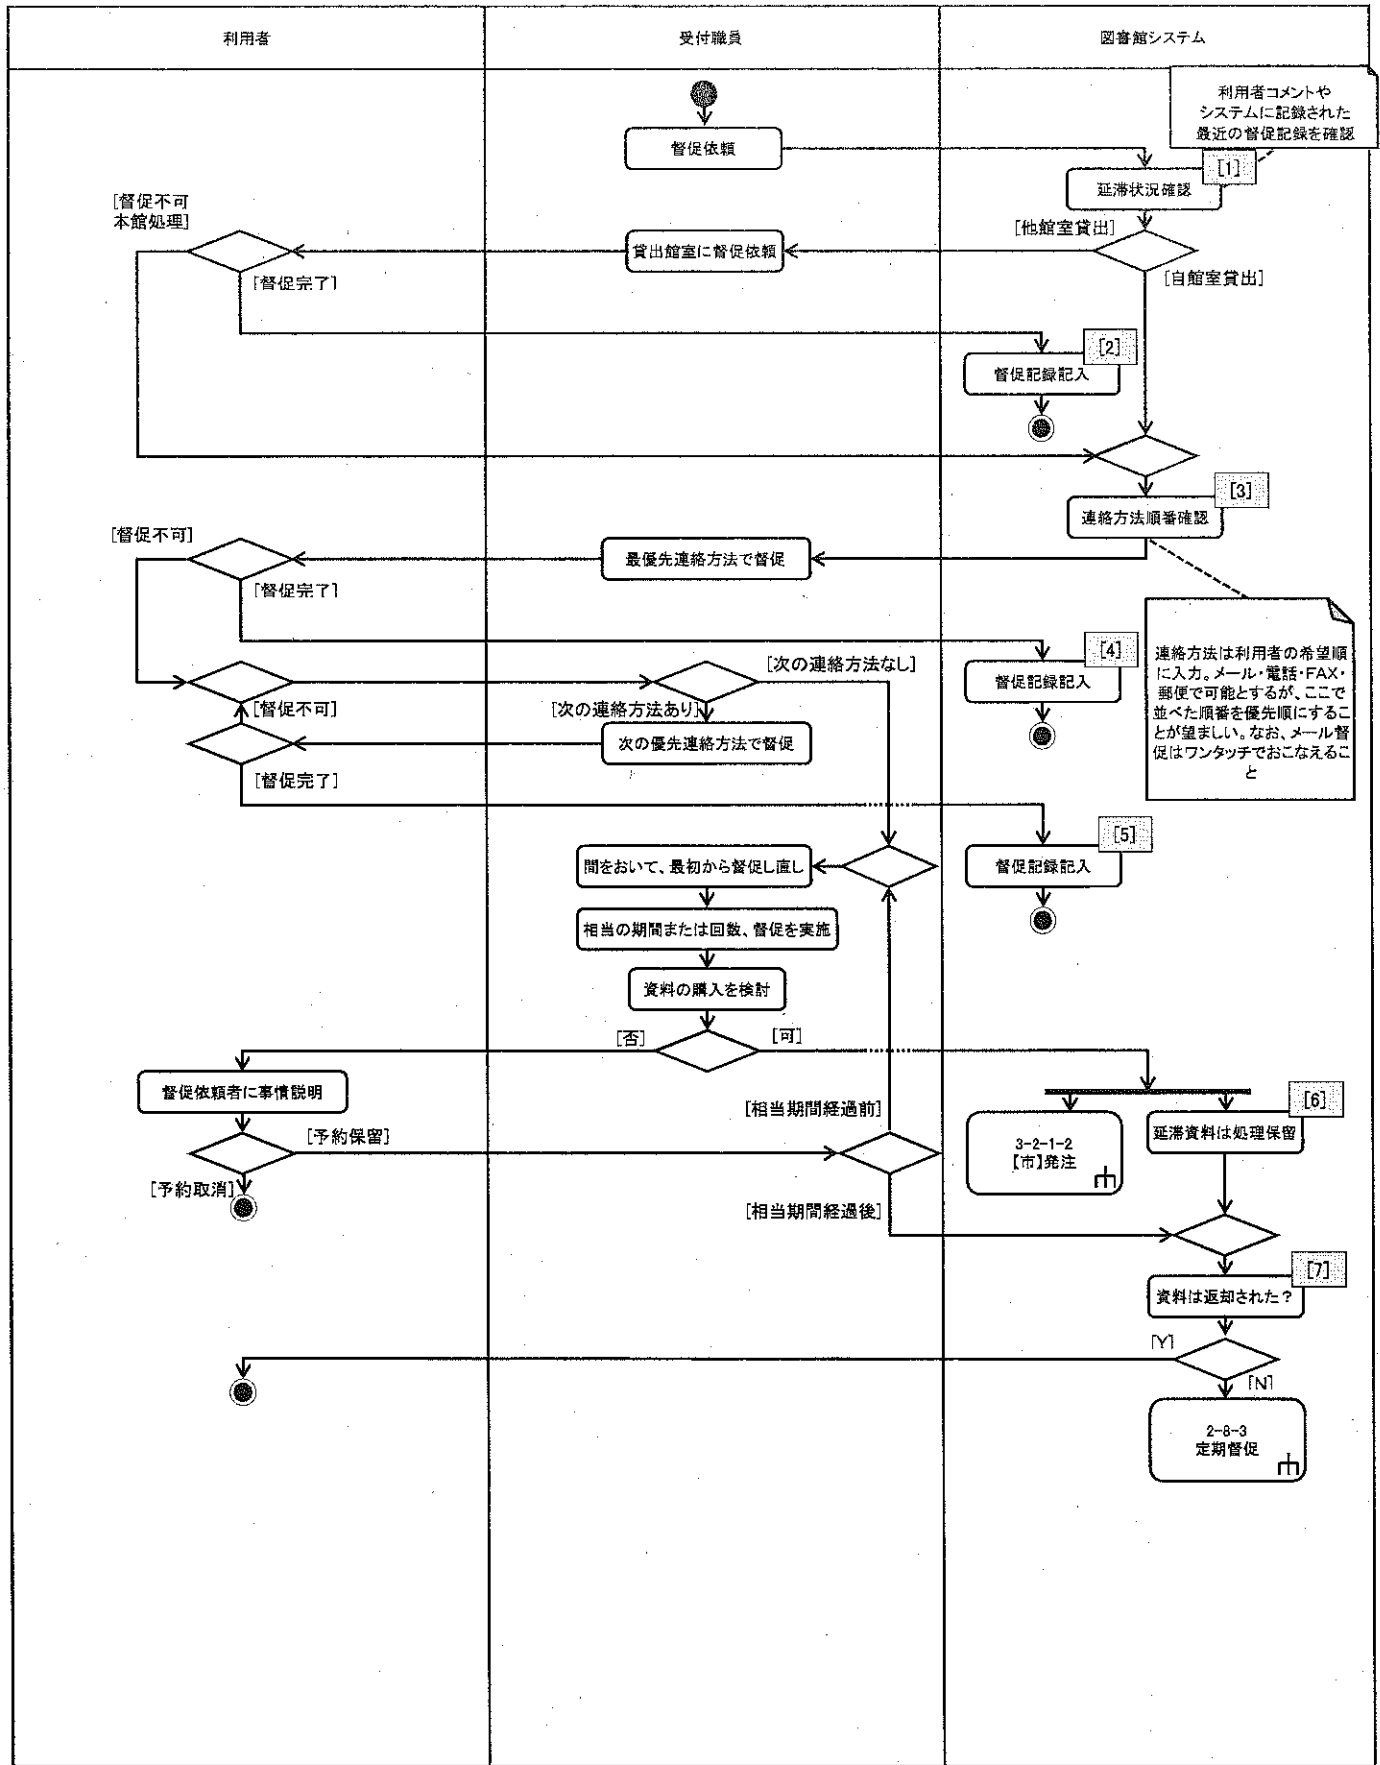 利用者
受付職員
図書館システム
利用者コメントや
システムに記録された
最近の督促記録を確認
督促依頼
[1]
延滞状況確認
[督促不可
本館処理]
[他館室貸出]
貸出館室に督促依頼
[督促完了]
[自館室貸出]
[2]
督促記録記入
[3]
連絡方法順番確認
[督促不可]
最優先連絡方法で督促
[督促完了]
連絡方法は利用者の希望順
に入力。メール・電話・FAX・
郵便で可能とするが、ここで
並べた順番を優先順にするこ
とが望ましい。なお、メール督
促はワンタッチでおこなえるこ
と
[4]
督促記録記入
[次の連絡方法なし]
[督促不可]
[次の連絡方法あり]
次の優先連絡方法で督促
[督促完了]
[5]
督促記録記入
間をおいて、最初から督促し直し
相当の期間または回数、督促を実施
資料の購入を検討
[否]
[可]
督促依頼者に事情説明
[相当期間経過前]
[6]
3-2-1-2
【市】発注
延滞資料は処理保留
[予約保留]
[予約取消]
[相当期間経過後]
[7]
資料は返却された？
[Y]
[N]
2-8-3
定期督促